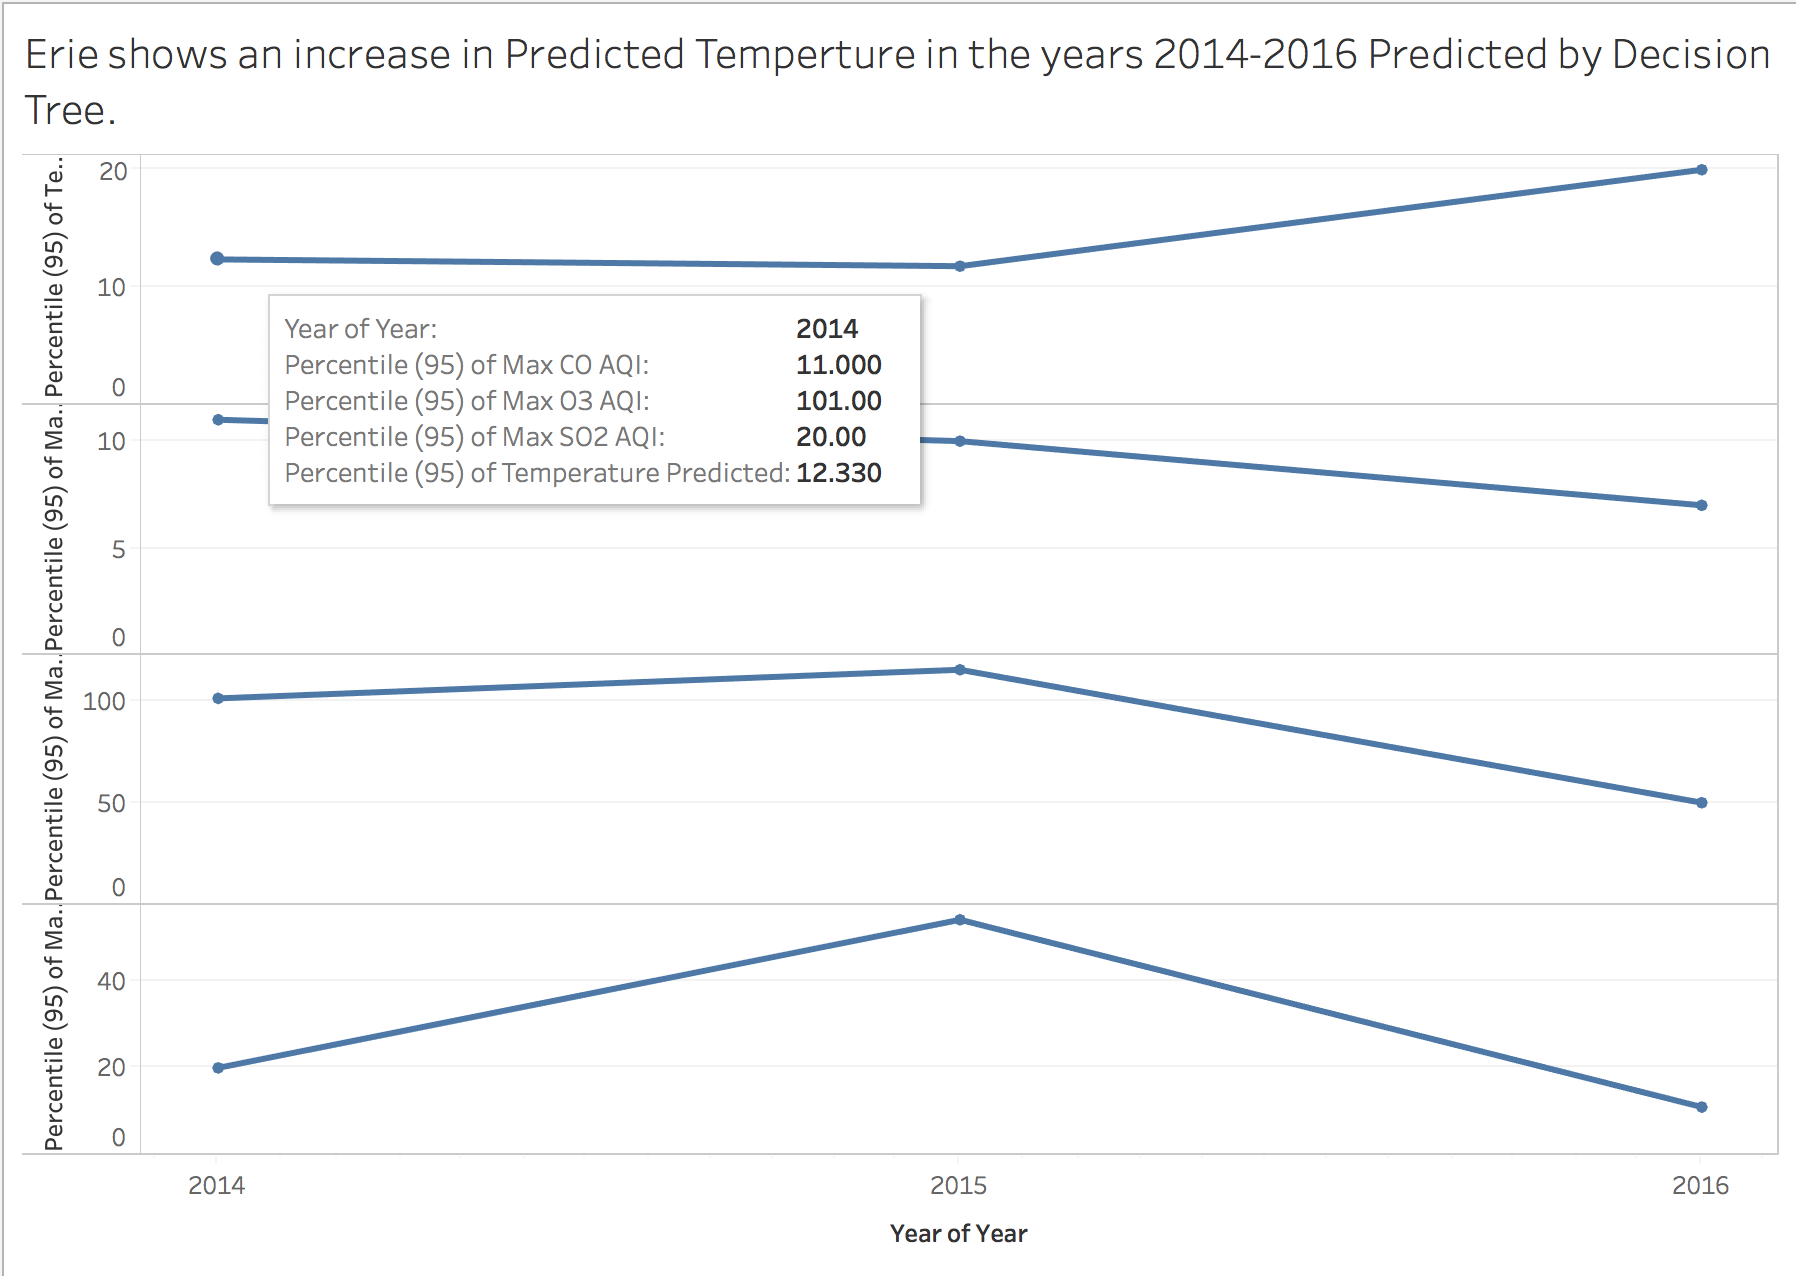 Erie shows an increase in Predicted Temperture in the years 2014-2016 Predicted by Decision
Tree.
Percentile (95) of Te..
20
10
0
Year of Year: 2014
Percentile (95) of Max CO AQI: 11.000
Percentile (95) of Max O3 AQI: 101.00
Percentile (95) of Max SO2 AQI: 20.00
Percentile (95) of Temperature Predicted: 12.330
Percentile (95) of Ma..
10
5
0
Percentile (95) of Ma..
100
50
0
Percentile (95) of Ma..
40
20
0
2014 2015 2016
Year of Year